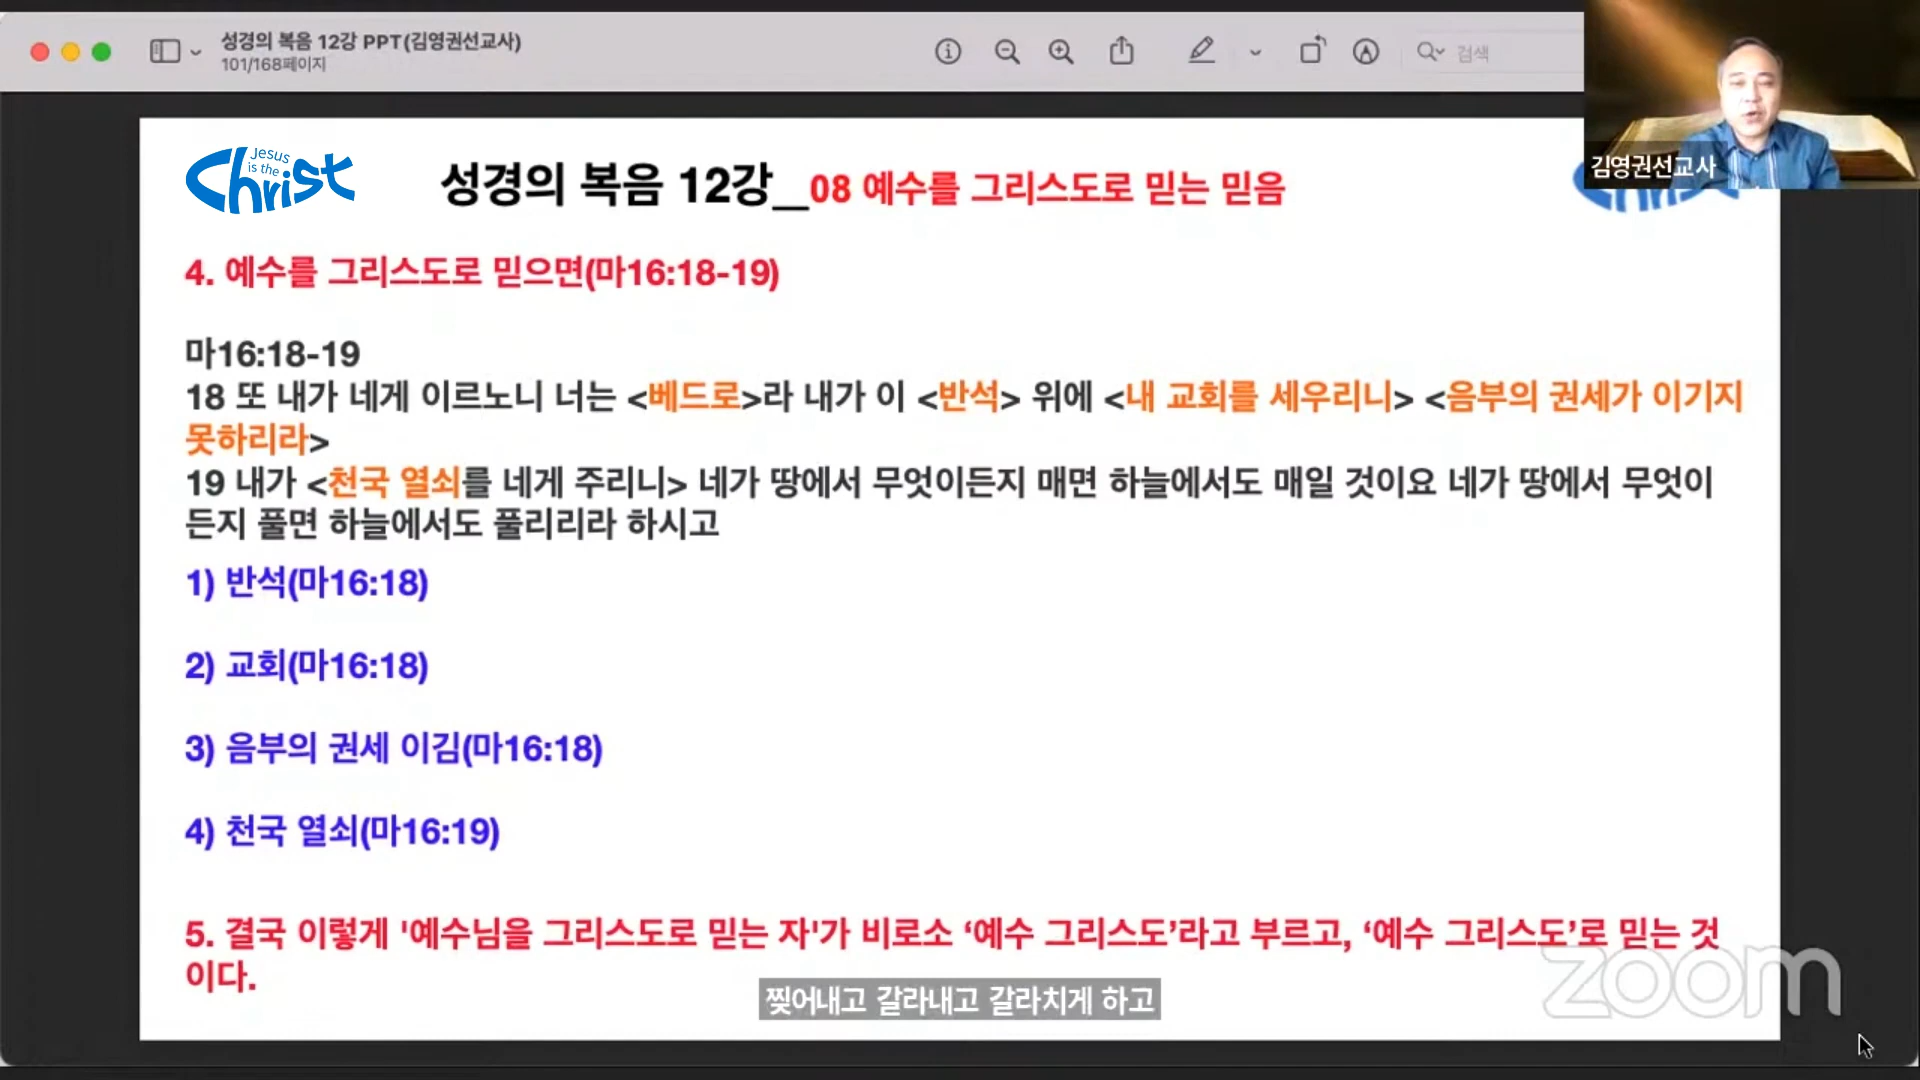 성경의 복음 12강 PPT(김영권선교사)
101/168페이지
검색
김영권선교사
Jesus
is the
Christ
성경의 복음 12강__08 예수를 그리스도로 믿는 믿음
4. 예수를 그리스도로 믿으면(마16:18-19)
마16:18-19
18 또 내가 네게 이르노니 너는 <베드로>라 내가 이 <반석> 위에 <내 교회를 세우리니> <음부의 권세가 이기지
못하리라>
19 내가 <천국 열쇠를 네게 주리니> 네가 땅에서 무엇이든지 매면 하늘에서도 매일 것이요 네가 땅에서 무엇이
든지 풀면 하늘에서도 풀리리라 하시고
1) 반석(마16:18)
2) 교회(마16:18)
3) 음부의 권세 이김(마16:18)
4) 천국 열쇠(마16:19)
5. 결국 이렇게 '예수님을 그리스도로 믿는 자'가 비로소 ‘예수 그리스도’라고 부르고, ‘예수 그리스도’로 믿는 것
이다.
찢어내고 갈라내고 갈라치게 하고
zoom